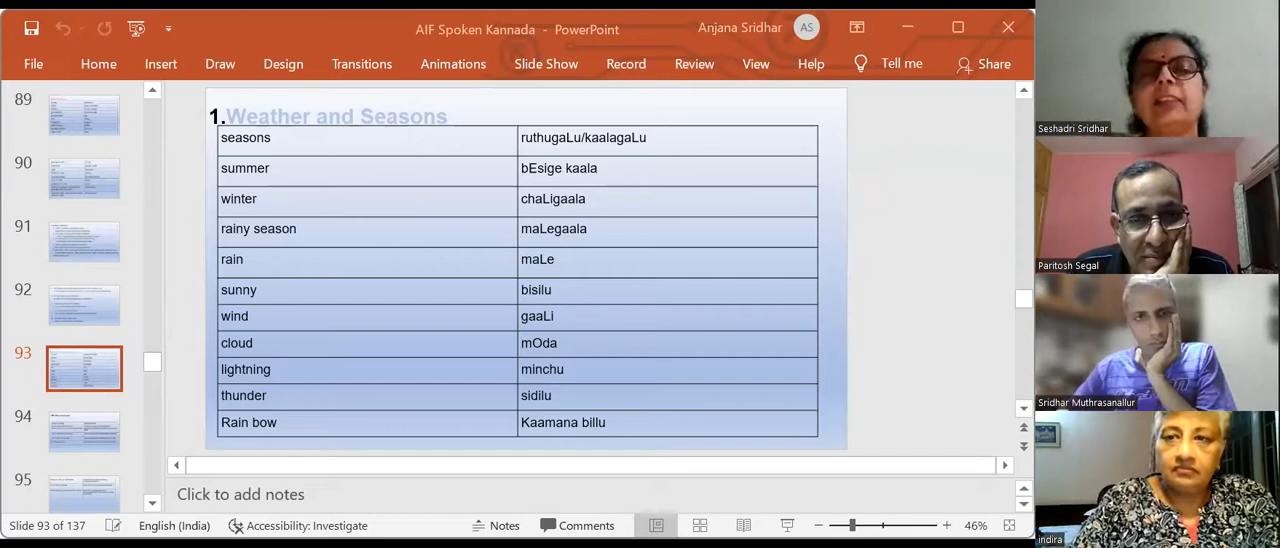 AIF Spoken Kannada - PowerPoint
Anjana Sridhar
AS
File Home Insert Draw Design Transitions Animations Slide Show Record Review View Help Tell me Share
89
90
91
92
93
94
95
1.Weather and Seasons
seasons ruthugaLu/kaalagaLu
summer bEsige kaala
winter chaLigaala
rainy season maLegaala
rain maLe
sunny bisilu
wind gaaLi
cloud mOda
lightning minchu
thunder sidilu
Rain bow Kaamana billu
Click to add notes
Slide 93 of 137 English (India) Accessibility: Investigate Notes Comments 46%
Seshadri Sridhar
Paritosh Segal
Sridhar Muthrasanallur
indira